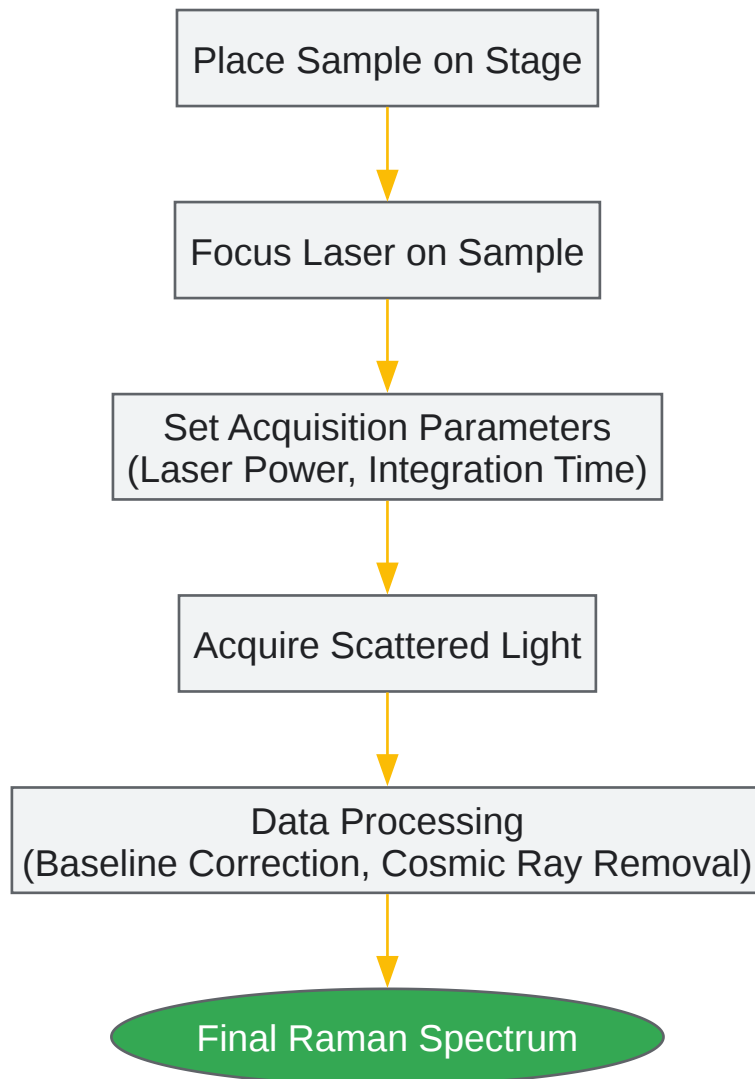 Place Sample on Stage
Focus Laser on Sample
Set Acquisition Parameters
(Laser Power, Integration Time)
Acquire Scattered Light
Data Processing
(Baseline Correction, Cosmic Ray Removal)
Final Raman Spectrum